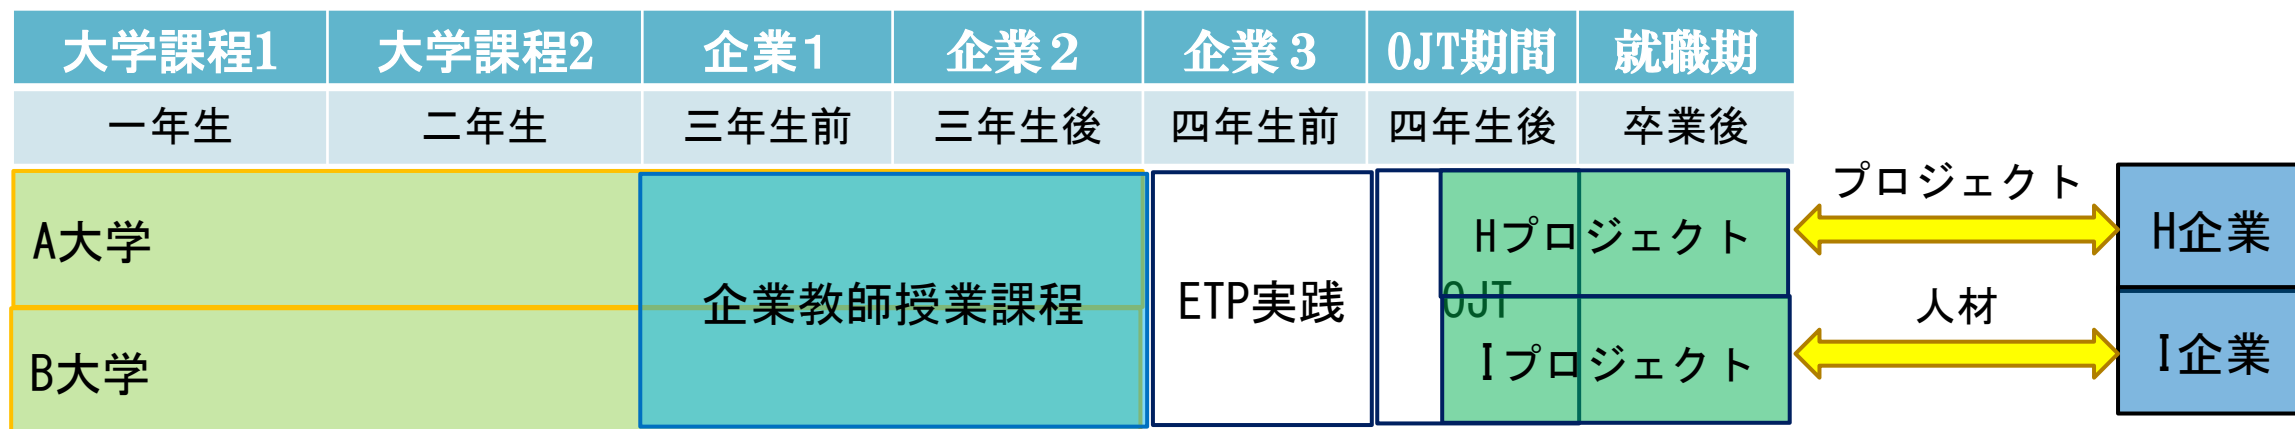 大学課程1 大学課程2 企業1 企業2 企業3 OJT期間 就職期
一年生 二年生 三年生前 三年生後 四年生前 四年生後 卒業後
プロジェクト
A大学 Hプロジェクト H企業
企業教師授業課程 ETP実践 OJT 人材
B大学 Iプロジェクト I企業